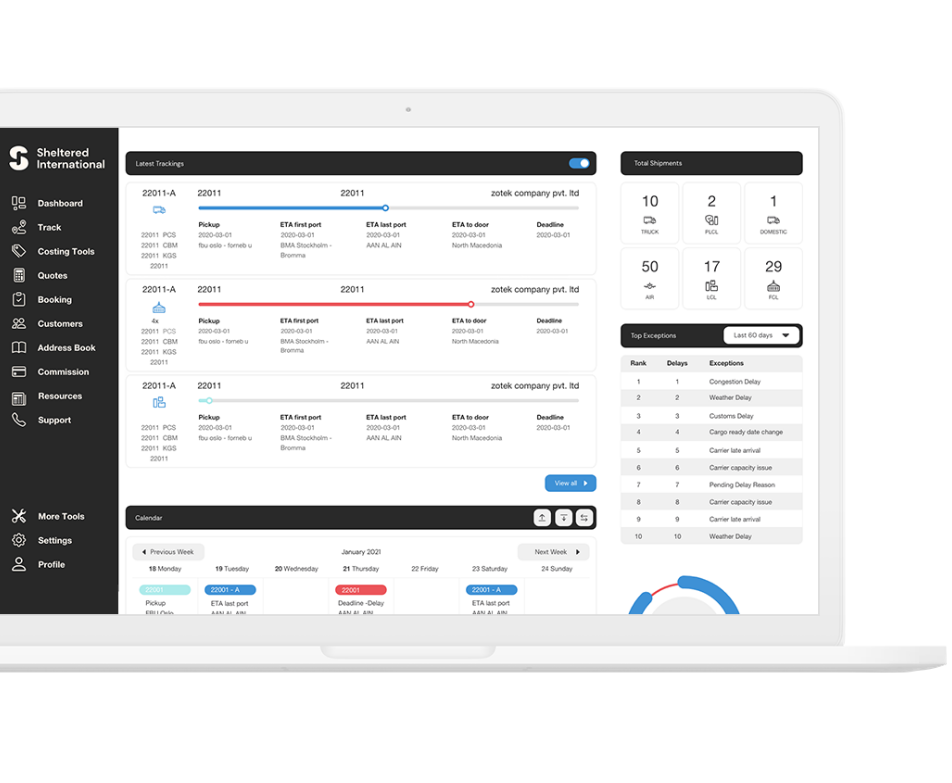 Sheltered
International
Dashboard
Track
Costing Tools
Quotes
Booking
Customers
Address Book
Commission
Resources
Support
More Tools
Settings
Profile
Latest Trackings
22011-A 22011 22011 zotek company pvt. ltd
Pickup ETA first port ETA last port ETA to door Deadline
22011 PCS 2020-03-01 2020-03-01 2020-03-01 2020-03-01 2020-03-01
22011 CBM fbu oslo - forneb u BMA Stockholm - AAN AL AIN North Macedonia
22011 KGS Bromma
22011
22011-A 22011 22011 zotek company pvt. ltd
4x Pickup ETA first port ETA last port ETA to door Deadline
22011 PCS 2020-03-01 2020-03-01 2020-03-01 2020-03-01 2020-03-01
22011 CBM fbu oslo - forneb u BMA Stockholm - AAN AL AIN North Macedonia
22011 KGS Bromma
22011
22011-A 22011 22011 zotek company pvt. ltd
Pickup ETA first port ETA last port ETA to door Deadline
22011 PCS 2020-03-01 2020-03-01 2020-03-01 2020-03-01 2020-03-01
22011 CBM fbu oslo - forneb u BMA Stockholm - AAN AL AIN North Macedonia
22011 KGS Bromma
22011
View all
Calendar
Previous Week January 2021 Next Week
18 Monday 19 Tuesday 20 Wednesday 21 Thursday 22 Friday 23 Saturday 24 Sunday
22001 22001 - A 22001 22001 - A
Pickup ETA last port Deadline -Delay ETA last port
FBU Oslo AAN AL AIN AAN AL AIN AAN AL AIN
Total Shipments
10 2 1
TRUCK PLCL DOMESTIC
50 17 29
AIR LCL FCL
Top Exceptions Last 60 days
Rank Delays Exceptions
1 1 Congestion Delay
2 2 Weather Delay
3 3 Customs Delay
4 4 Cargo ready date change
5 5 Carrier late arrival
6 6 Carrier capacity issue
7 7 Pending Delay Reason
8 8 Carrier capacity issue
9 9 Carrier late arrival
10 10 Weather Delay